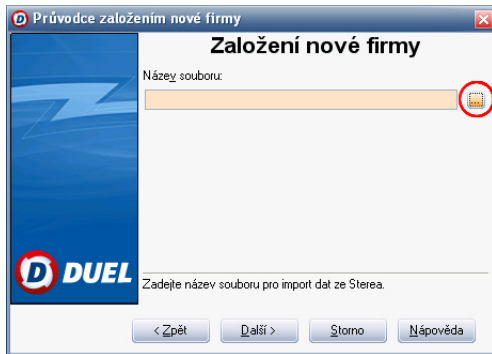 Průvodce založením nové firmy
Založení nové firmy
Název souboru:
...
DUEL
Zadejte název souboru pro import dat ze Sterea.
< Zpět Další > Storno Nápověda